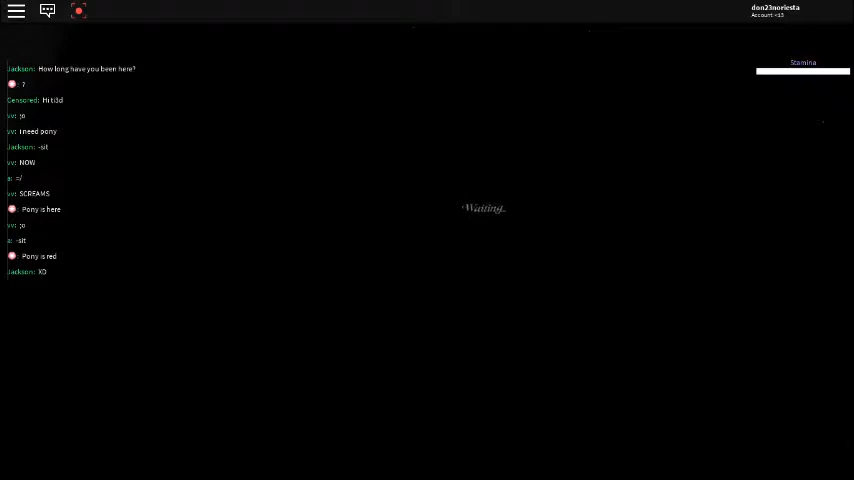 don23noriesta
Account <13
Stamina
Jackson: How long have you been here?
: ?
Censored: Hi ti3d
vv: ;o
vv: i need pony
Jackson: -sit
vv: NOW
a: =/
vv: SCREAMS
: Pony is here
vv: ;o
a: -sit
: Pony is red
Jackson: XD
Waiting..